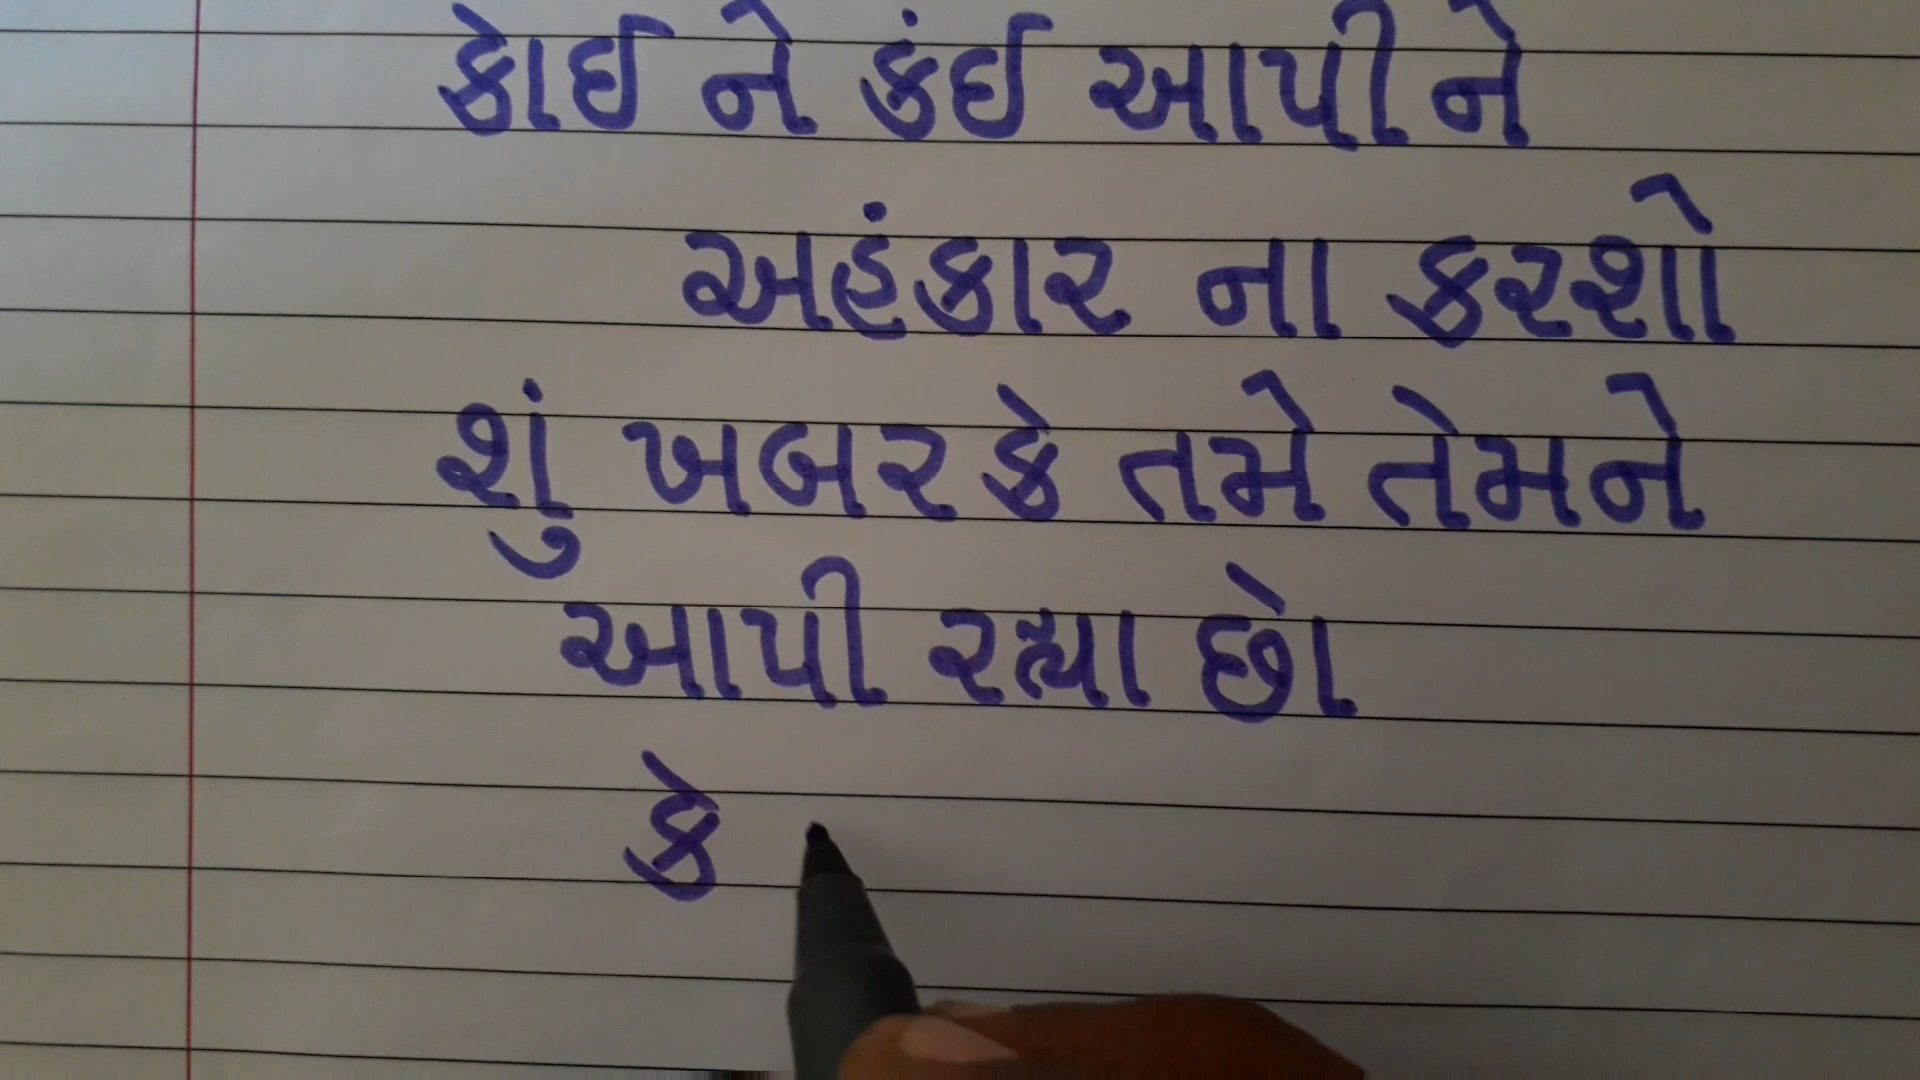 કોઈ ને કંઈ આપીને
અહંકાર ના કરશો
શું ખબર કે તમે તેમને
આપી રહ્યા છો
કે